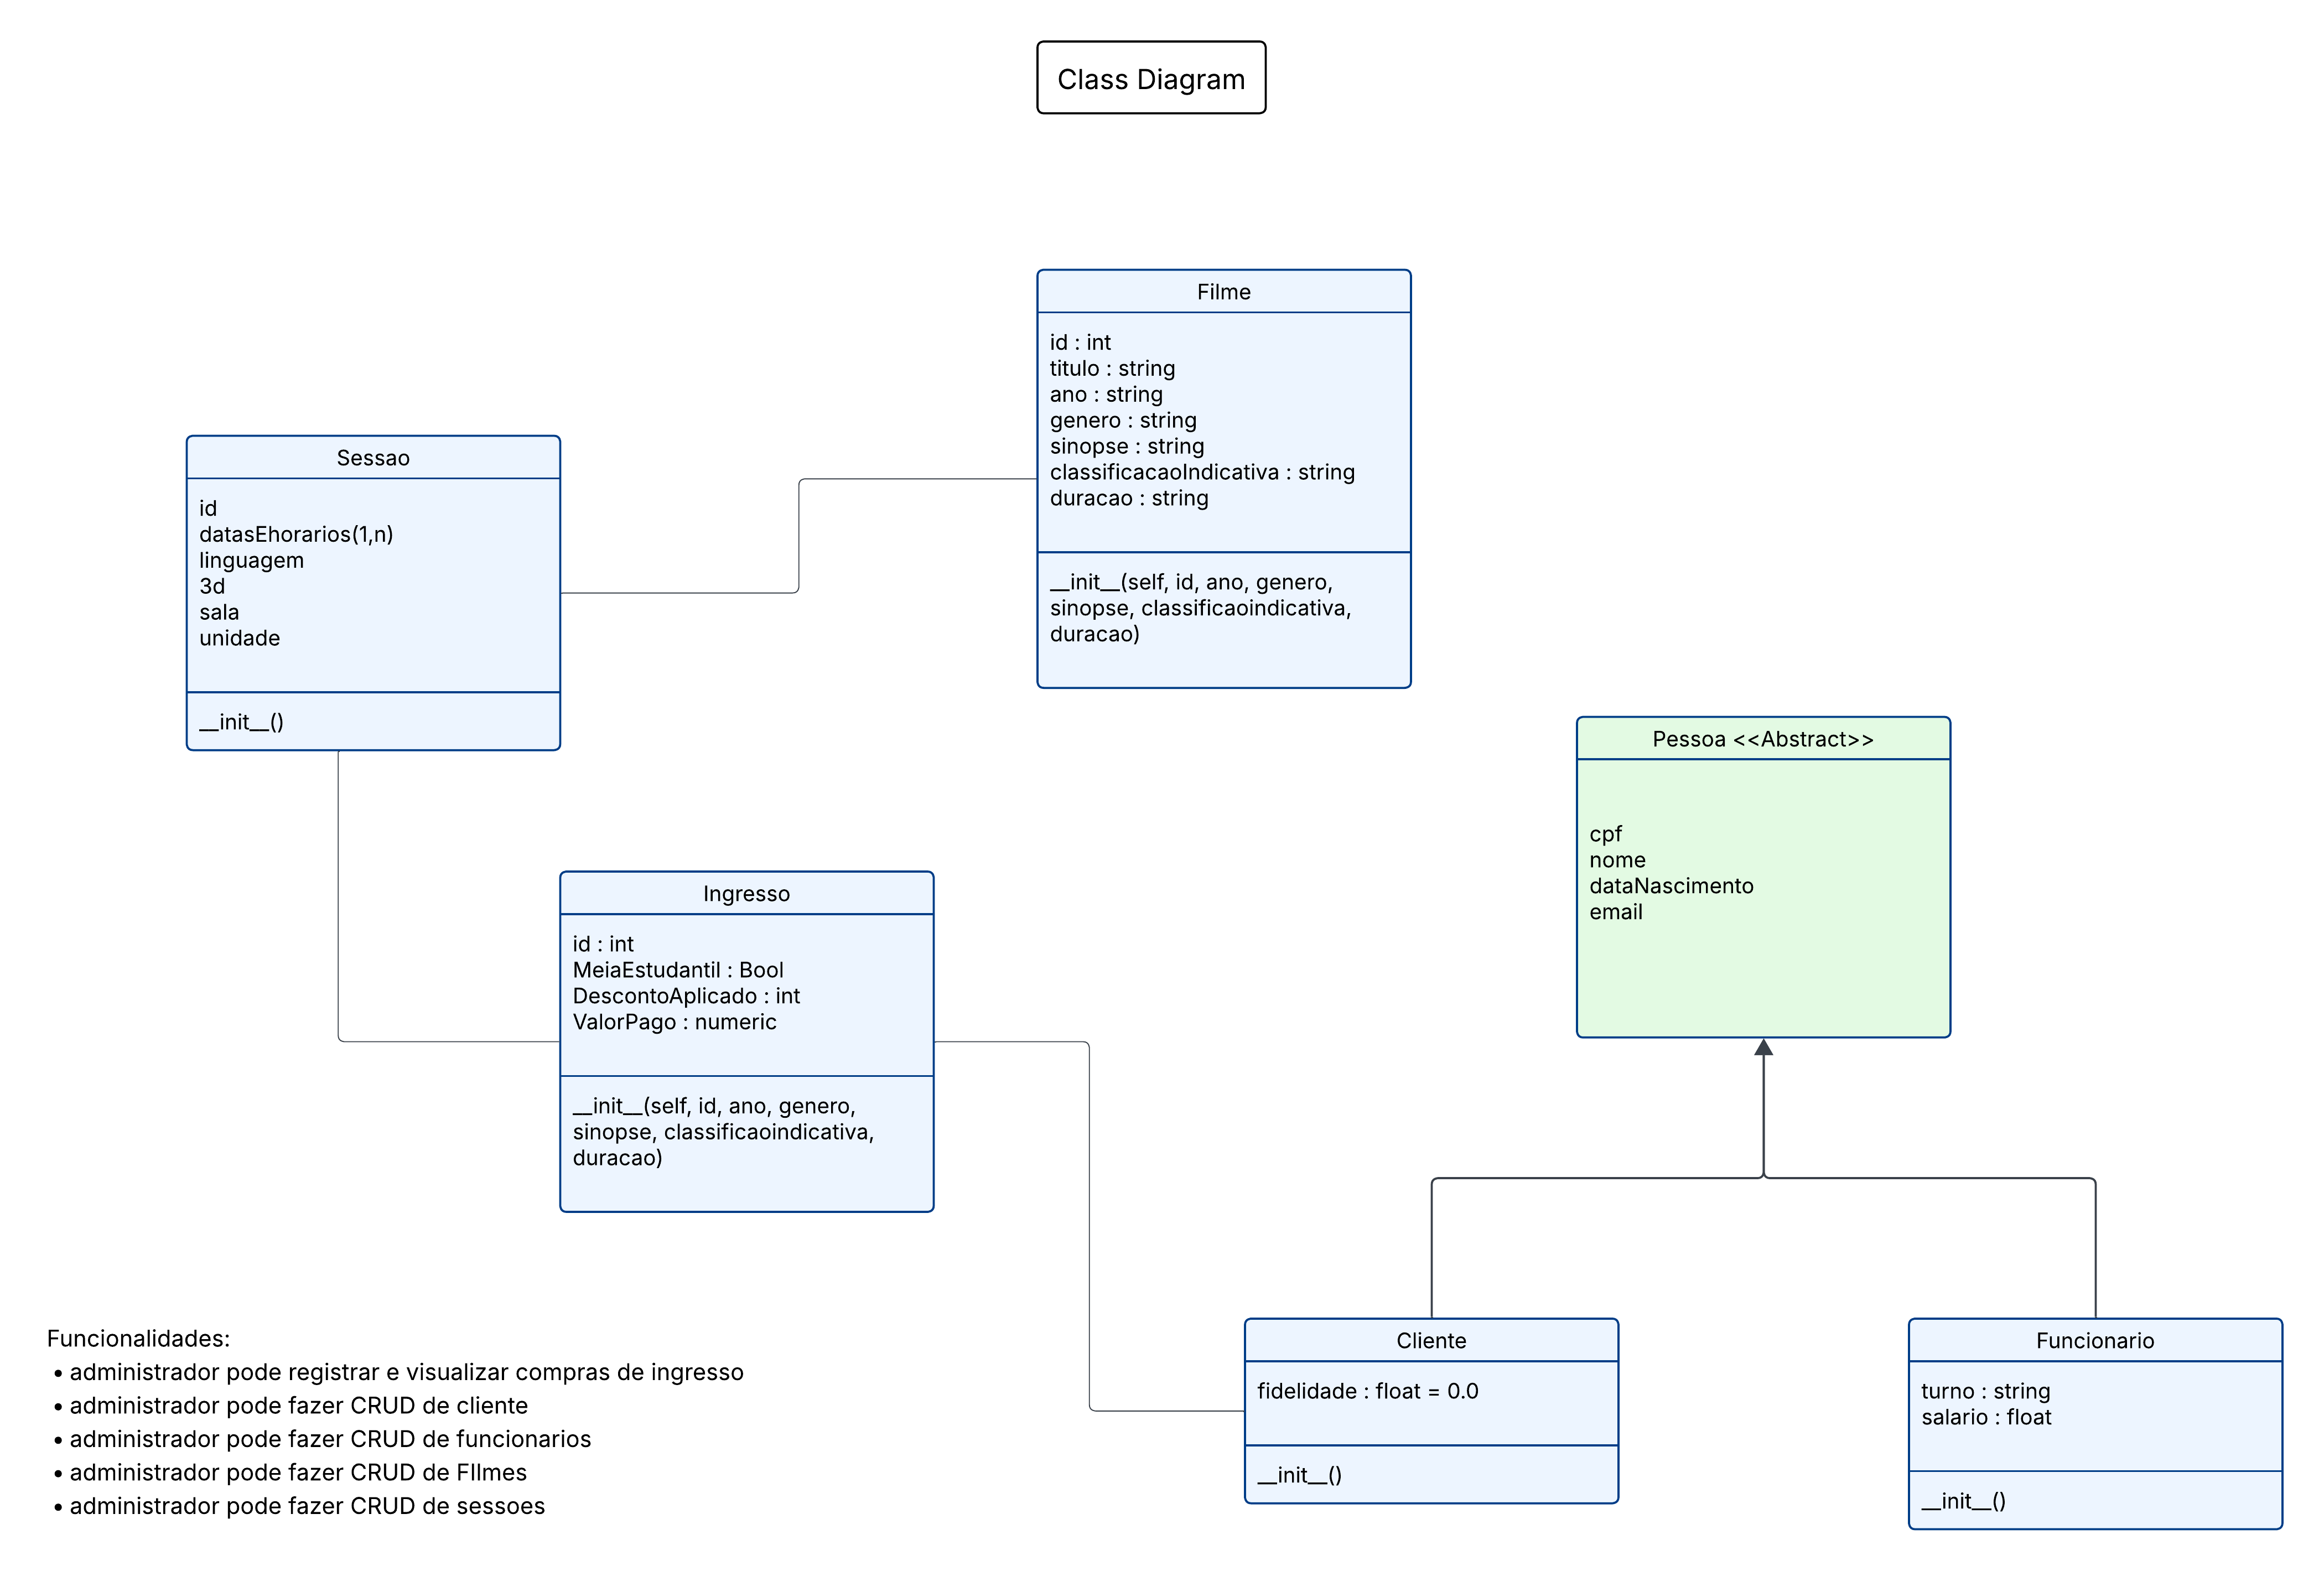 Class Diagram
Filme
id : int
titulo : string
ano : string
genero : string
sinopse : string
classificacaoIndicativa : string
duracao : string
__init__(self, id, ano, genero,
sinopse, classificaoindicativa,
duracao)
Sessao
id
datasEhorarios(1,n)
linguagem
3d
sala
unidade
__init__()
Pessoa <<Abstract>>
cpf
nome
dataNascimento
email
Ingresso
id : int
MeiaEstudantil : Bool
DescontoAplicado : int
ValorPago : numeric
__init__(self, id, ano, genero,
sinopse, classificaoindicativa,
duracao)
Cliente
fidelidade : float = 0.0
__init__()
Funcionario
turno : string
salario : float
__init__()
Funcionalidades:
• administrador pode registrar e visualizar compras de ingresso
• administrador pode fazer CRUD de cliente
• administrador pode fazer CRUD de funcionarios
• administrador pode fazer CRUD de FIlmes
• administrador pode fazer CRUD de sessoes